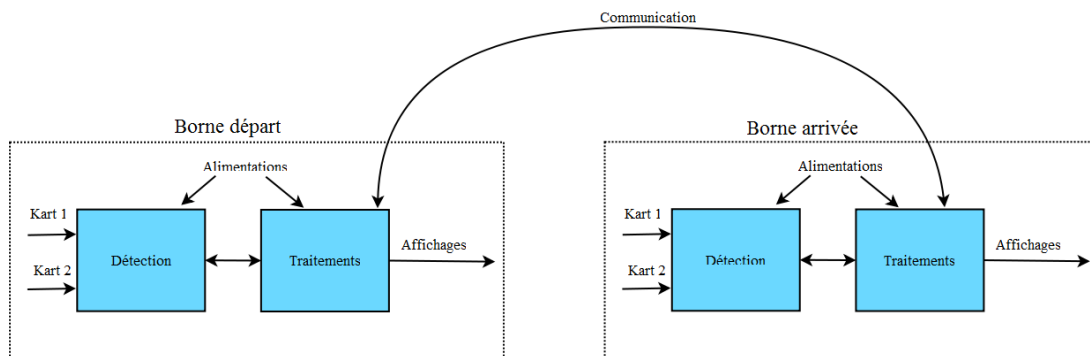 Communication
Borne départ
Alimentations
Kart 1
Kart 2
Détection
Traitements
Affichages
Borne arrivée
Alimentations
Kart 1
Kart 2
Détection
Traitements
Affichages